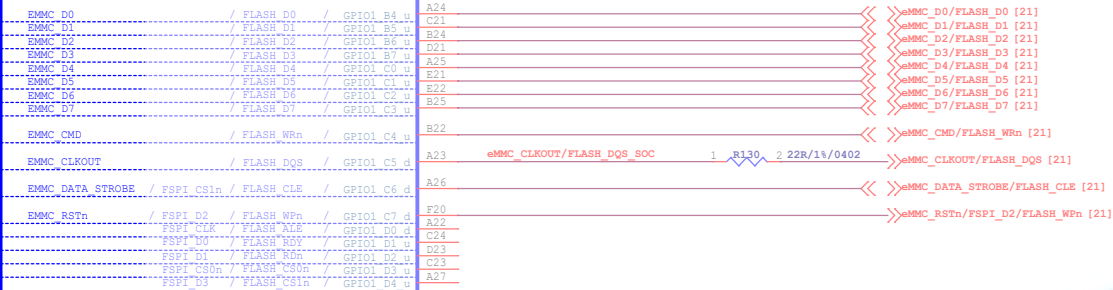 EMMC_D0 / FLASH_D0 / GPIO1_B4_u A24 eMMC_D0/FLASH_D0 [21]
EMMC_D1 / FLASH_D1 / GPIO1_B5_u C21 eMMC_D1/FLASH_D1 [21]
EMMC_D2 / FLASH_D2 / GPIO1_B6_u B24 eMMC_D2/FLASH_D2 [21]
EMMC_D3 / FLASH_D3 / GPIO1_B7_u D21 eMMC_D3/FLASH_D3 [21]
EMMC_D4 / FLASH_D4 / GPIO1_C0_u A25 eMMC_D4/FLASH_D4 [21]
EMMC_D5 / FLASH_D5 / GPIO1_C1_u E21 eMMC_D5/FLASH_D5 [21]
EMMC_D6 / FLASH_D6 / GPIO1_C2_u E22 eMMC_D6/FLASH_D6 [21]
EMMC_D7 / FLASH_D7 / GPIO1_C3_u B25 eMMC_D7/FLASH_D7 [21]
EMMC_CMD / FLASH_WRn / GPIO1_C4_u B22 eMMC_CMD/FLASH_WRn [21]
EMMC_CLKOUT / FLASH_DQS / GPIO1_C5_d A23 eMMC_CLKOUT/FLASH_DQS_SOC 1 R130 2 22R/1%/0402 eMMC_CLKOUT/FLASH_DQS [21]
EMMC_DATA_STROBE / FSPI_CS1n / FLASH_CLE / GPIO1_C6_d A26 eMMC_DATA_STROBE/FLASH_CLE [21]
EMMC_RSTn / FSPI_D2 / FLASH_WPn / GPIO1_C7_d F20 eMMC_RSTn/FSPI_D2/FLASH_WPn [21]
FSPI_CLK / FLASH_ALE / GPIO1_D0_d A22
FSPI_D0 / FLASH_RDY / GPIO1_D1_u C24
FSPI_D1 / FLASH_RDn / GPIO1_D2_u D23
FSPI_CS0n / FLASH_CS0n / GPIO1_D3_u C23
FSPI_D3 / FLASH_CS1n / GPIO1_D4_u A27